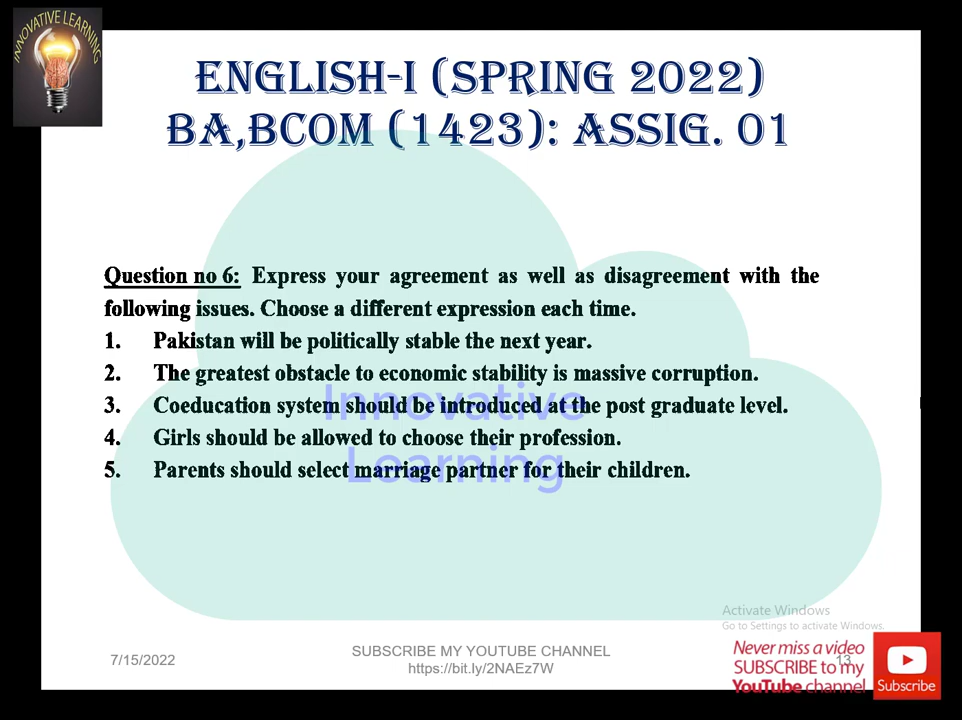 INNOVATIVE LEARNING
ENGLISH-I (SPRING 2022)
BA,BCOM (1423): ASSIG. 01
Question no 6: Express your agreement as well as disagreement with the
following issues. Choose a different expression each time.
1. Pakistan will be politically stable the next year.
2. The greatest obstacle to economic stability is massive corruption.
3. Coeducation system should be introduced at the post graduate level.
4. Girls should be allowed to choose their profession.
5. Parents should select marriage partner for their children.
Innovative
Learning
Activate Windows
Go to Settings to activate Windows.
7/15/2022
SUBSCRIBE MY YOUTUBE CHANNEL
https://bit.ly/2NAEz7W
13
Never miss a video
SUBSCRIBE to my
YouTube channel
Subscribe